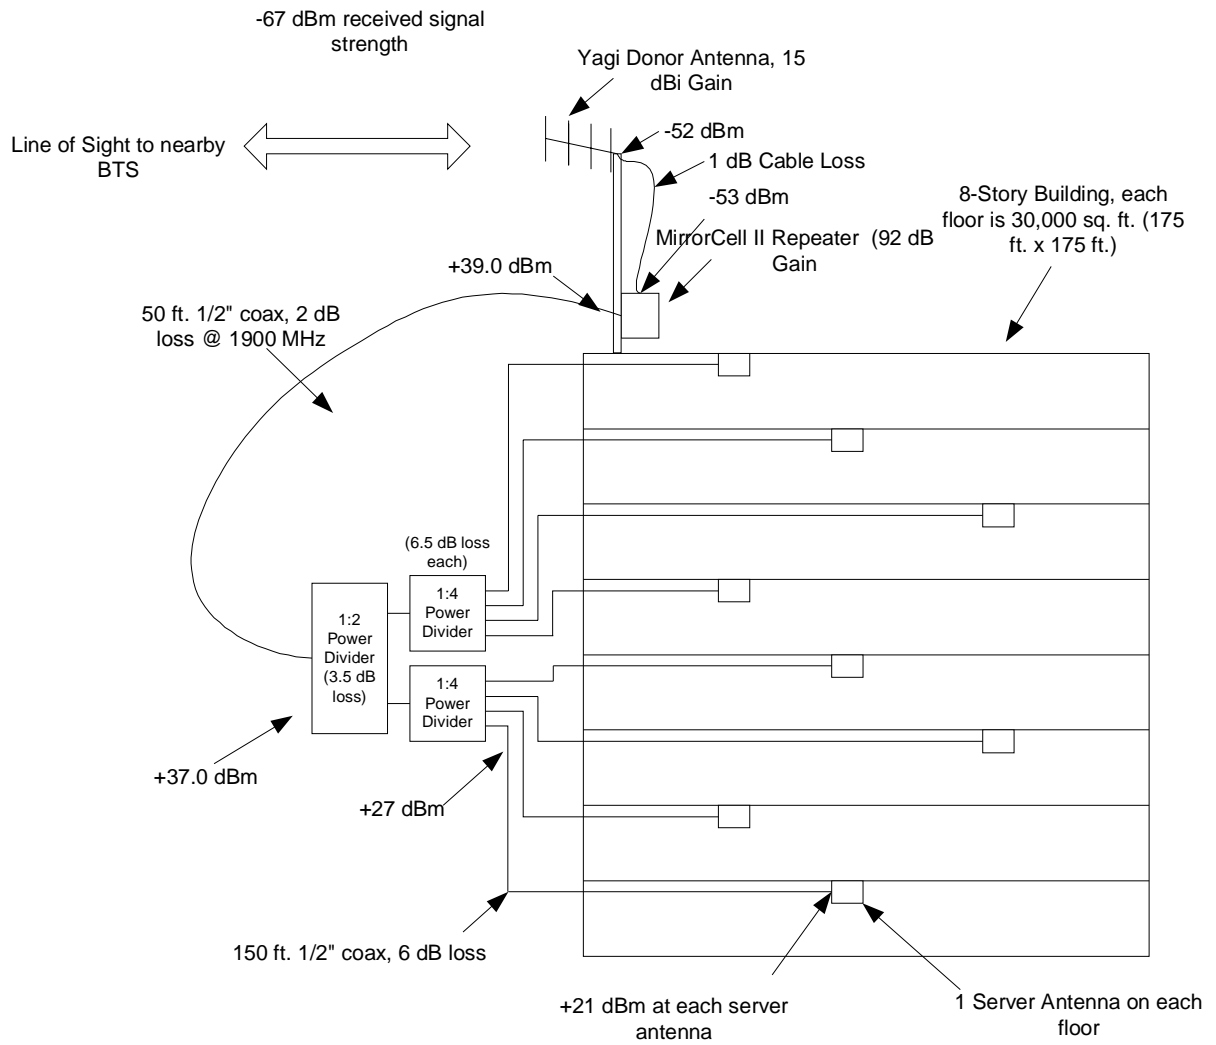 -67 dBm received signal
strength
Yagi Donor Antenna, 15
dBi Gain
Line of Sight to nearby
BTS
-52 dBm
1 dB Cable Loss
-53 dBm
8-Story Building, each
floor is 30,000 sq. ft. (175
ft. x 175 ft.)
MirrorCell II Repeater (92 dB
Gain
+39.0 dBm
50 ft. 1/2" coax, 2 dB
loss @ 1900 MHz
(6.5 dB loss
each)
1:4
Power
Divider
1:2
Power
Divider
(3.5 dB
loss)
1:4
Power
Divider
+37.0 dBm
+27 dBm
150 ft. 1/2" coax, 6 dB loss
+21 dBm at each server
antenna
1 Server Antenna on each
floor